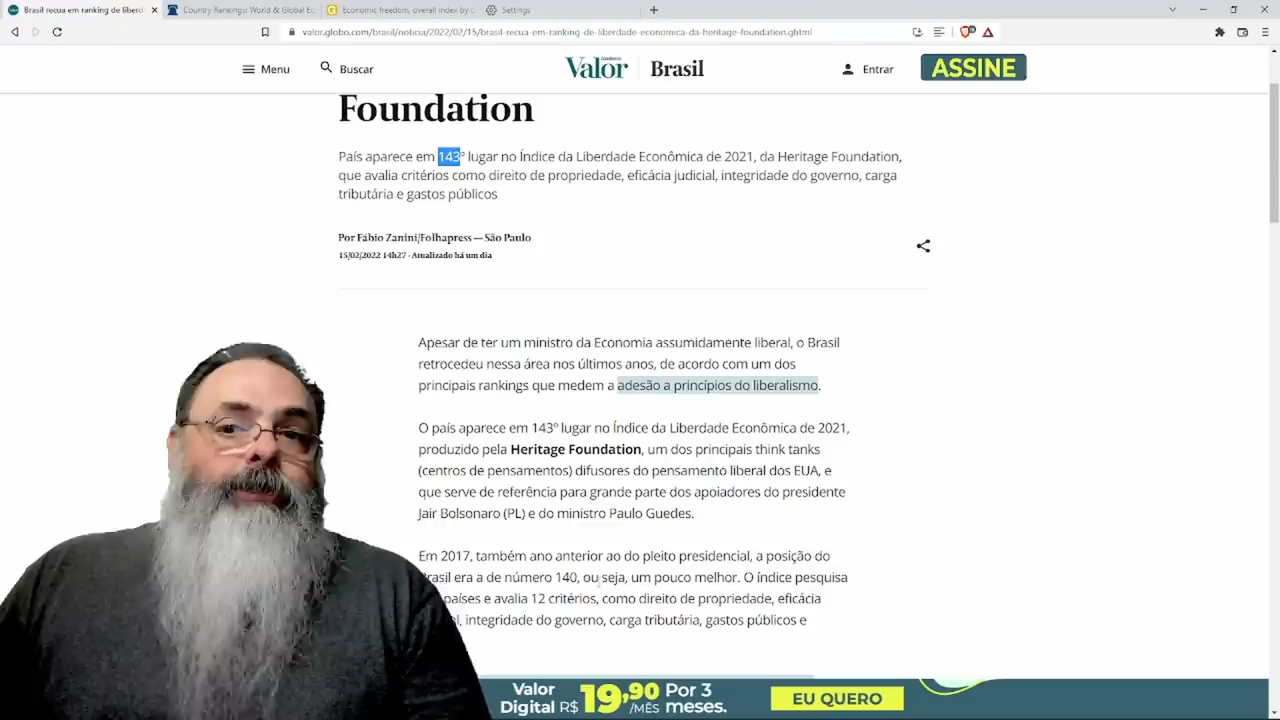 Brasil recua em ranking de liberd
Country Rankings: World & Global E
Economic freedom, overall index by c
Settings
valor.globo.com/brasil/noticia/2022/02/15/brasil-recua-em-ranking-de-liberdade-economica-da-heritage-foundation.ghtml
Menu
Buscar
Valor
Brasil
Entrar
ASSINE
Foundation
País aparece em 143º lugar no Índice da Liberdade Econômica de 2021, da Heritage Foundation,
que avalia critérios como direito de propriedade, eficácia judicial, integridade do governo, carga
tributária e gastos públicos
Por Fábio Zanini/Folhapress — São Paulo
15/02/2022 14h27 · Atualizado há um dia
Apesar de ter um ministro da Economia assumidamente liberal, o Brasil
retrocedeu nessa área nos últimos anos, de acordo com um dos
principais rankings que medem a adesão a princípios do liberalismo.
O país aparece em 143º lugar no Índice da Liberdade Econômica de 2021,
produzido pela Heritage Foundation, um dos principais think tanks
(centros de pensamentos) difusores do pensamento liberal dos EUA, e
que serve de referência para grande parte dos apoiadores do presidente
Jair Bolsonaro (PL) e do ministro Paulo Guedes.
Em 2017, também ano anterior ao do pleito presidencial, a posição do
rasil era a de número 140, ou seja, um pouco melhor. O índice pesquisa
países e avalia 12 critérios, como direito de propriedade, eficácia
l, integridade do governo, carga tributária, gastos públicos e
Valor
Digital R$ 19,90 /MÊS Por 3 meses.
EU QUERO